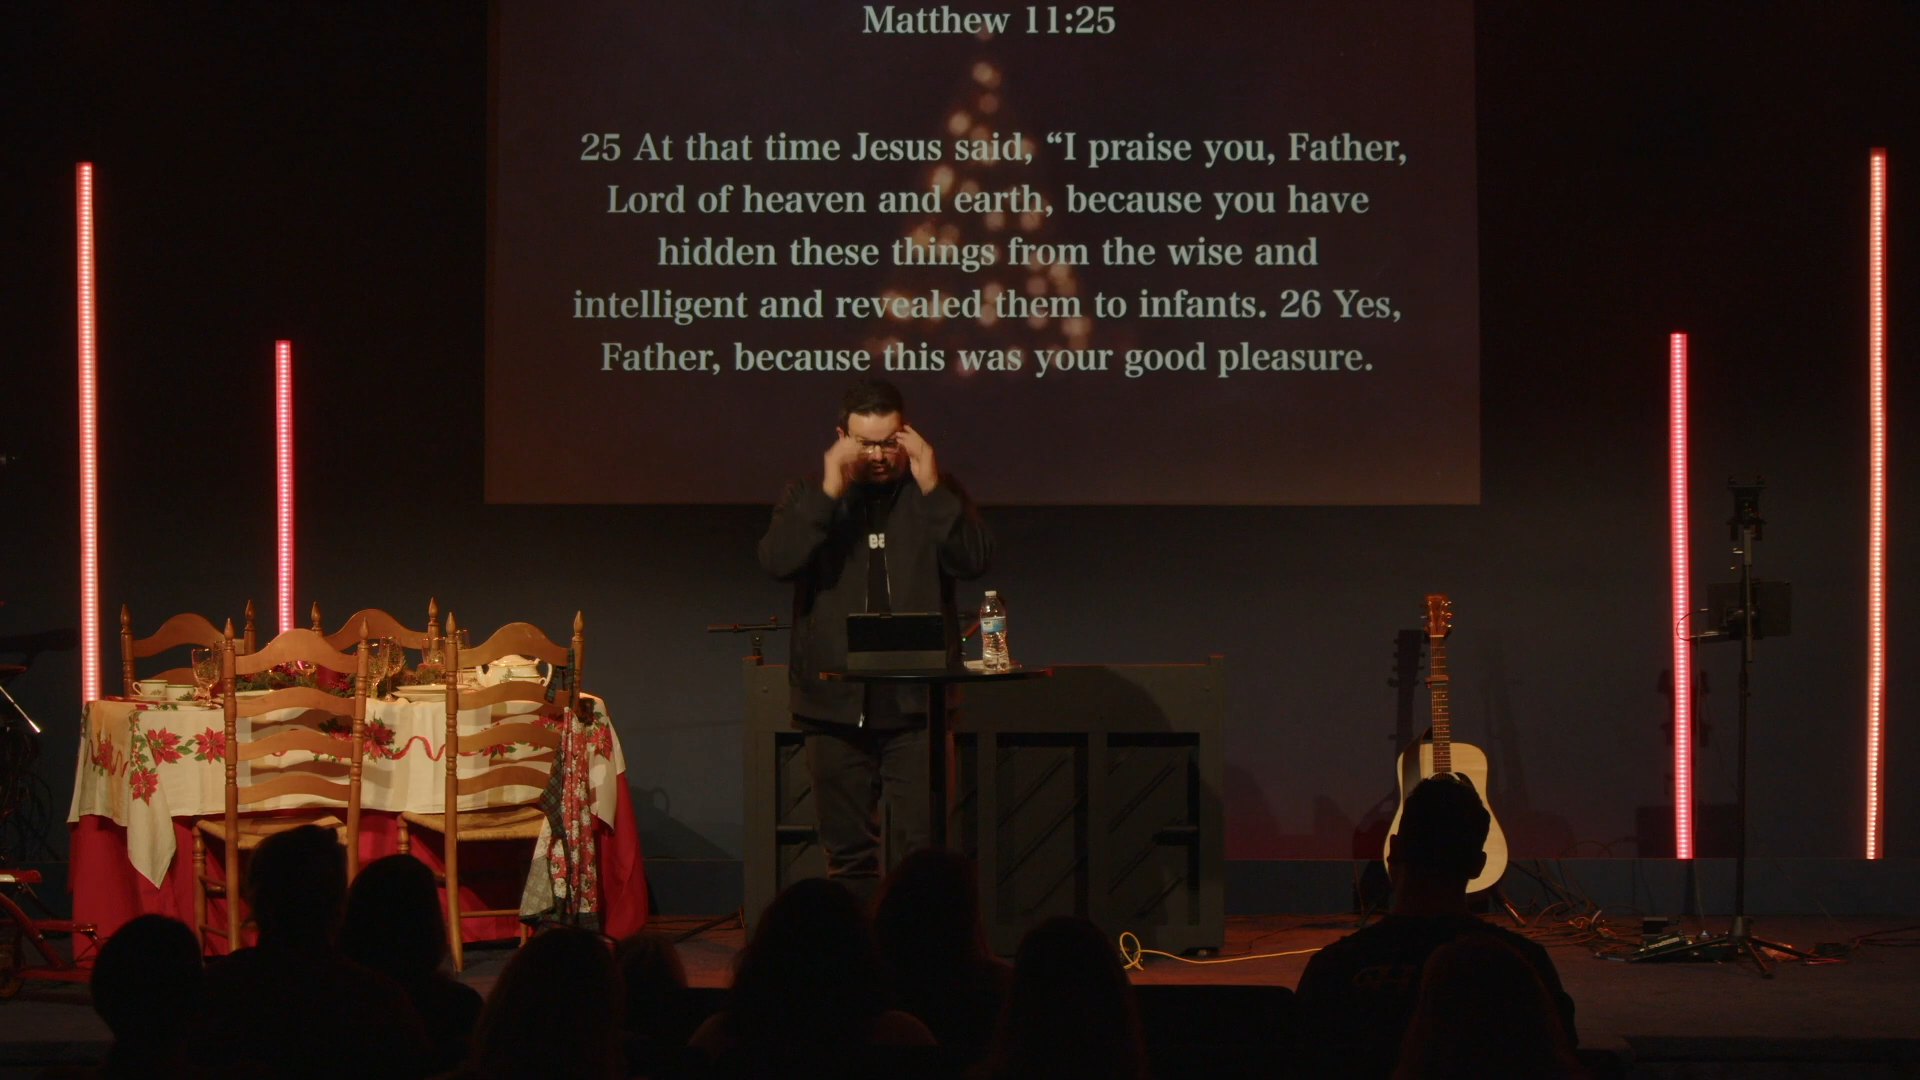 Matthew 11:25
25 At that time Jesus said, “I praise you, Father,
Lord of heaven and earth, because you have
hidden these things from the wise and
intelligent and revealed them to infants. 26 Yes,
Father, because this was your good pleasure.